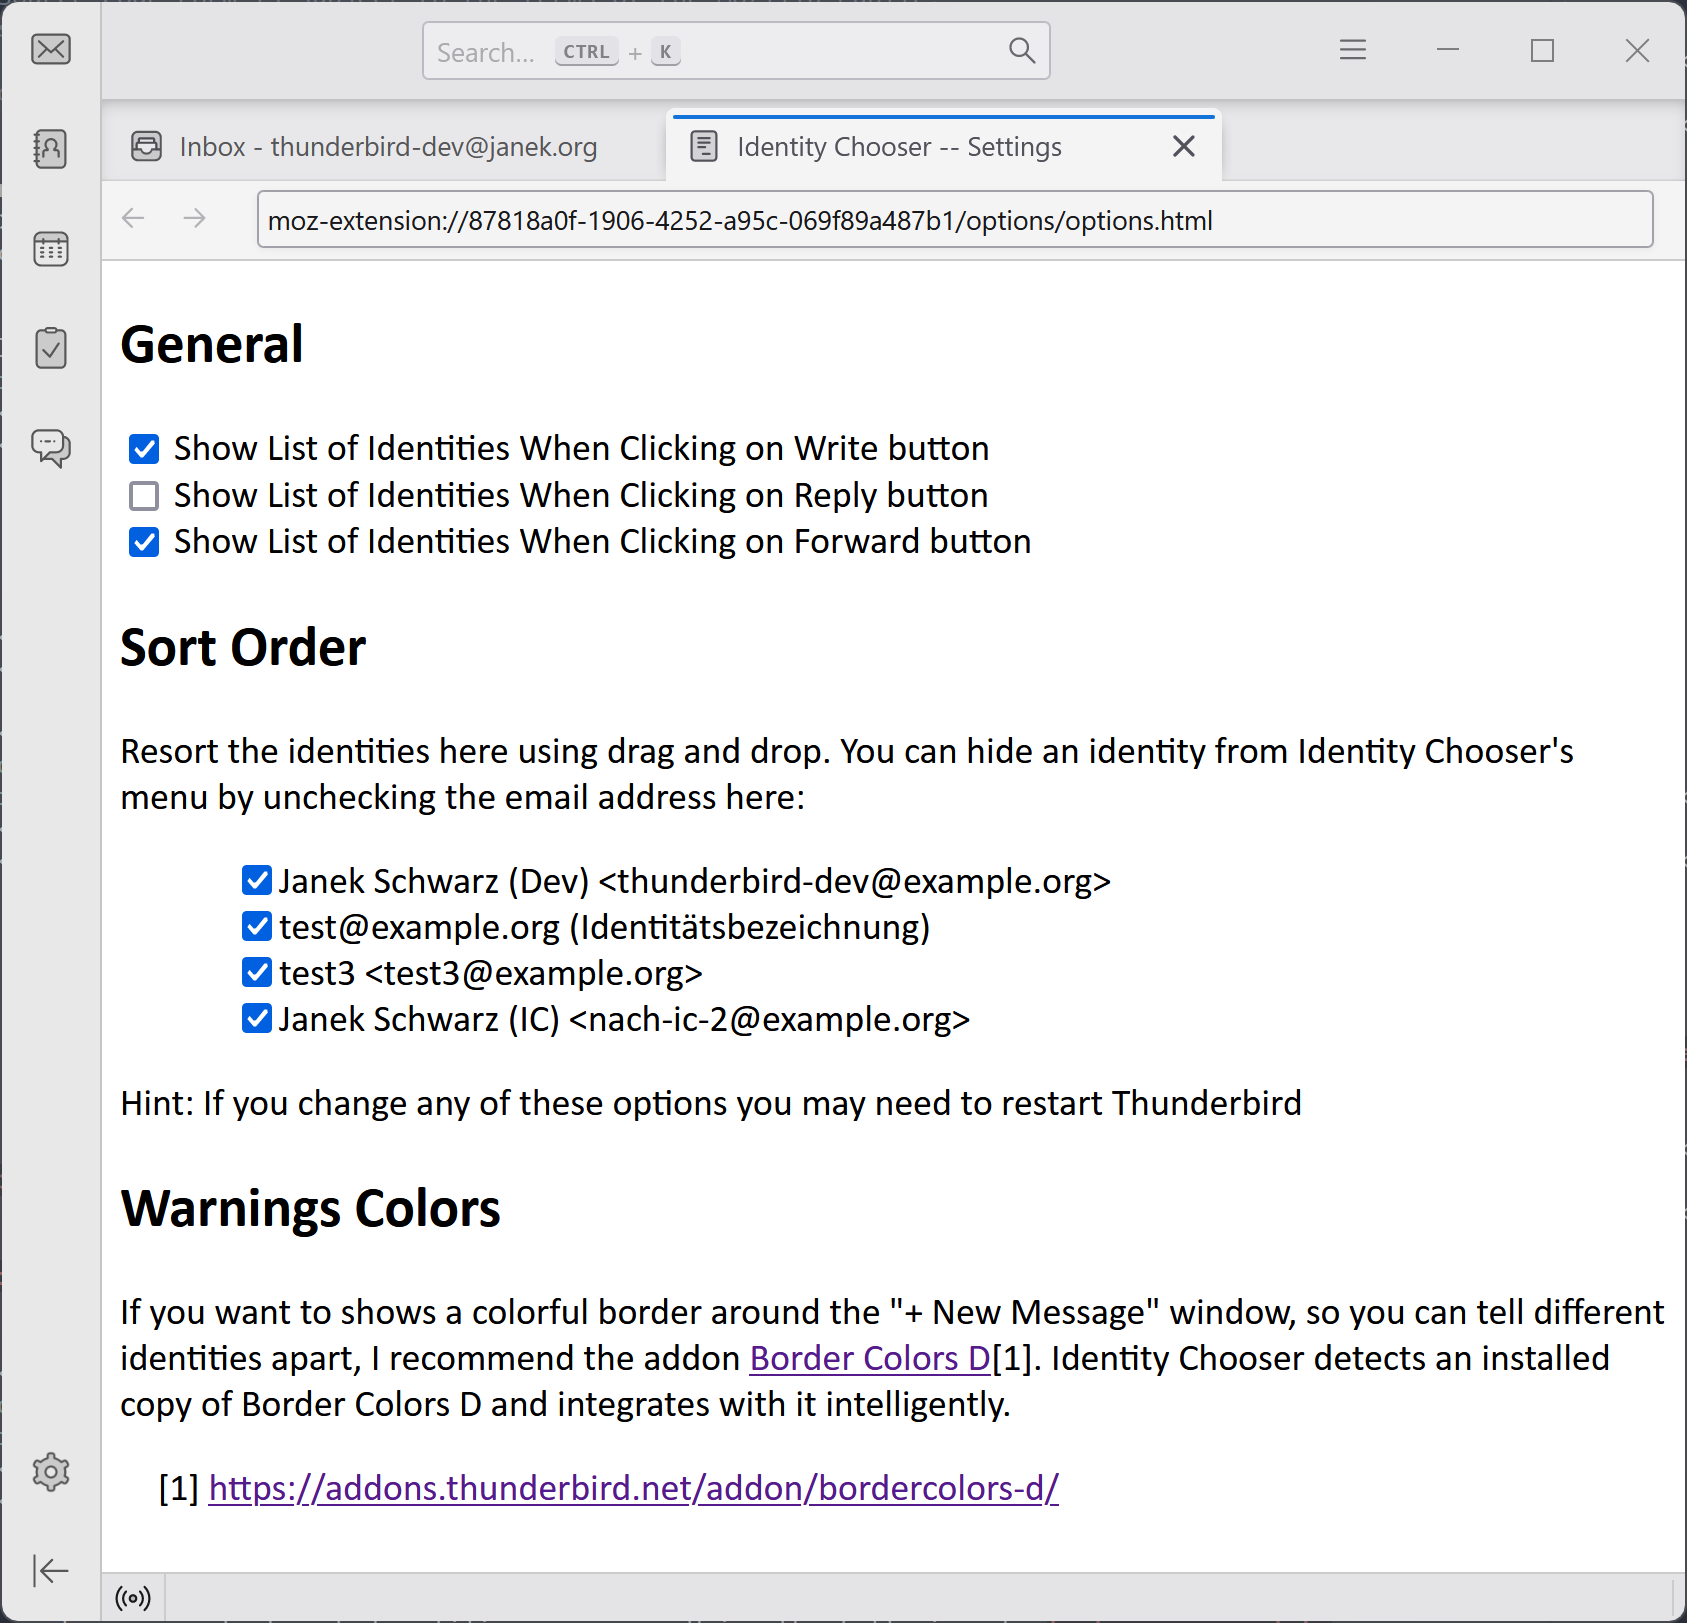 Search... CTRL + K
Inbox - thunderbird-dev@janek.org
Identity Chooser -- Settings
moz-extension://87818a0f-1906-4252-a95c-069f89a487b1/options/options.html
General
Show List of Identities When Clicking on Write button
Show List of Identities When Clicking on Reply button
Show List of Identities When Clicking on Forward button
Sort Order
Resort the identities here using drag and drop. You can hide an identity from Identity Chooser's
menu by unchecking the email address here:
Janek Schwarz (Dev) <thunderbird-dev@example.org>
test@example.org (Identitätsbezeichnung)
test3 <test3@example.org>
Janek Schwarz (IC) <nach-ic-2@example.org>
Hint: If you change any of these options you may need to restart Thunderbird
Warnings Colors
If you want to shows a colorful border around the "+ New Message" window, so you can tell different
identities apart, I recommend the addon Border Colors D[1]. Identity Chooser detects an installed
copy of Border Colors D and integrates with it intelligently.
[1] https://addons.thunderbird.net/addon/bordercolors-d/